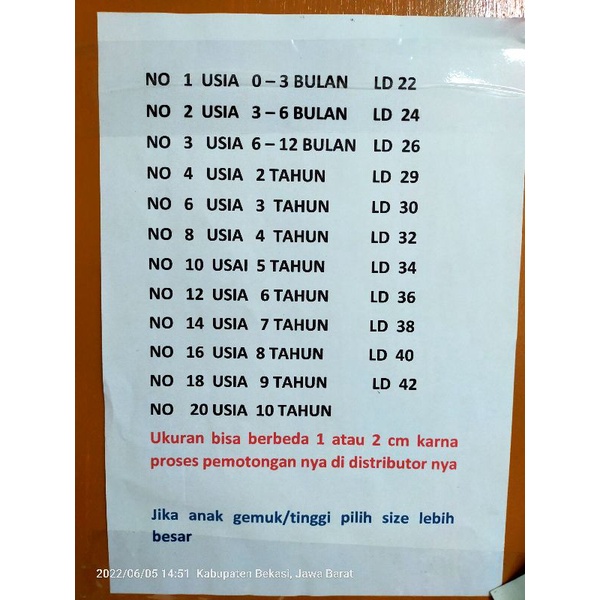 NO 1 USIA 0 – 3 BULAN LD 22
NO 2 USIA 3 – 6 BULAN LD 24
NO 3 USIA 6 – 12 BULAN LD 26
NO 4 USIA 2 TAHUN LD 29
NO 6 USIA 3 TAHUN LD 30
NO 8 USIA 4 TAHUN LD 32
NO 10 USAI 5 TAHUN LD 34
NO 12 USIA 6 TAHUN LD 36
NO 14 USIA 7 TAHUN LD 38
NO 16 USIA 8 TAHUN LD 40
NO 18 USIA 9 TAHUN LD 42
NO 20 USIA 10 TAHUN
Ukuran bisa berbeda 1 atau 2 cm karna
proses pemotongan nya di distributor nya
Jika anak gemuk/tinggi pilih size lebih
besar
2022/06/05 14:51 Kabupaten Bekasi, Jawa Barat